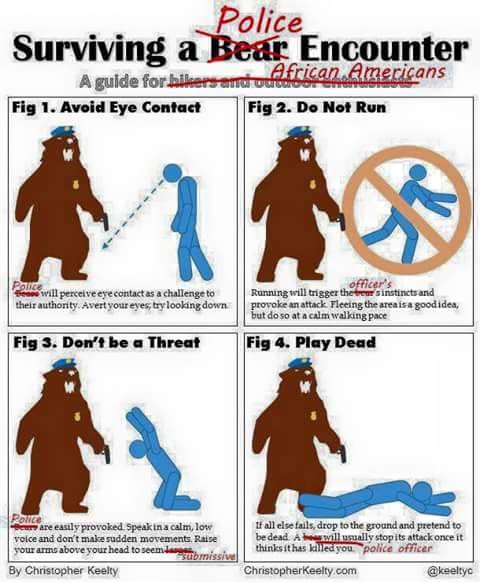 Police
Surviving a Bear Encounter
African Americans
A guide for hikers and outdoor enthusiasts
Fig 1. Avoid Eye Contact
Police
Bears will perceive eye contact as a challenge to
their authority. Avert your eyes; try looking down.
Fig 2. Do Not Run
officer's
Running will trigger the bear's instincts and
provoke an attack. Fleeing the area is a good idea,
but do so at a calm walking pace
Fig 3. Don't be a Threat
Police
Bears are easily provoked. Speak in a calm, low
voice and don't make sudden movements. Raise
your arms above your head to seem larger.
submissive
Fig 4. Play Dead
If all else fails, drop to the ground and pretend to
be dead. A bear will usually stop its attack once it
thinks it has killed you.
police officer
By Christopher Keelty
ChristopherKeelty.com
@keeltyc